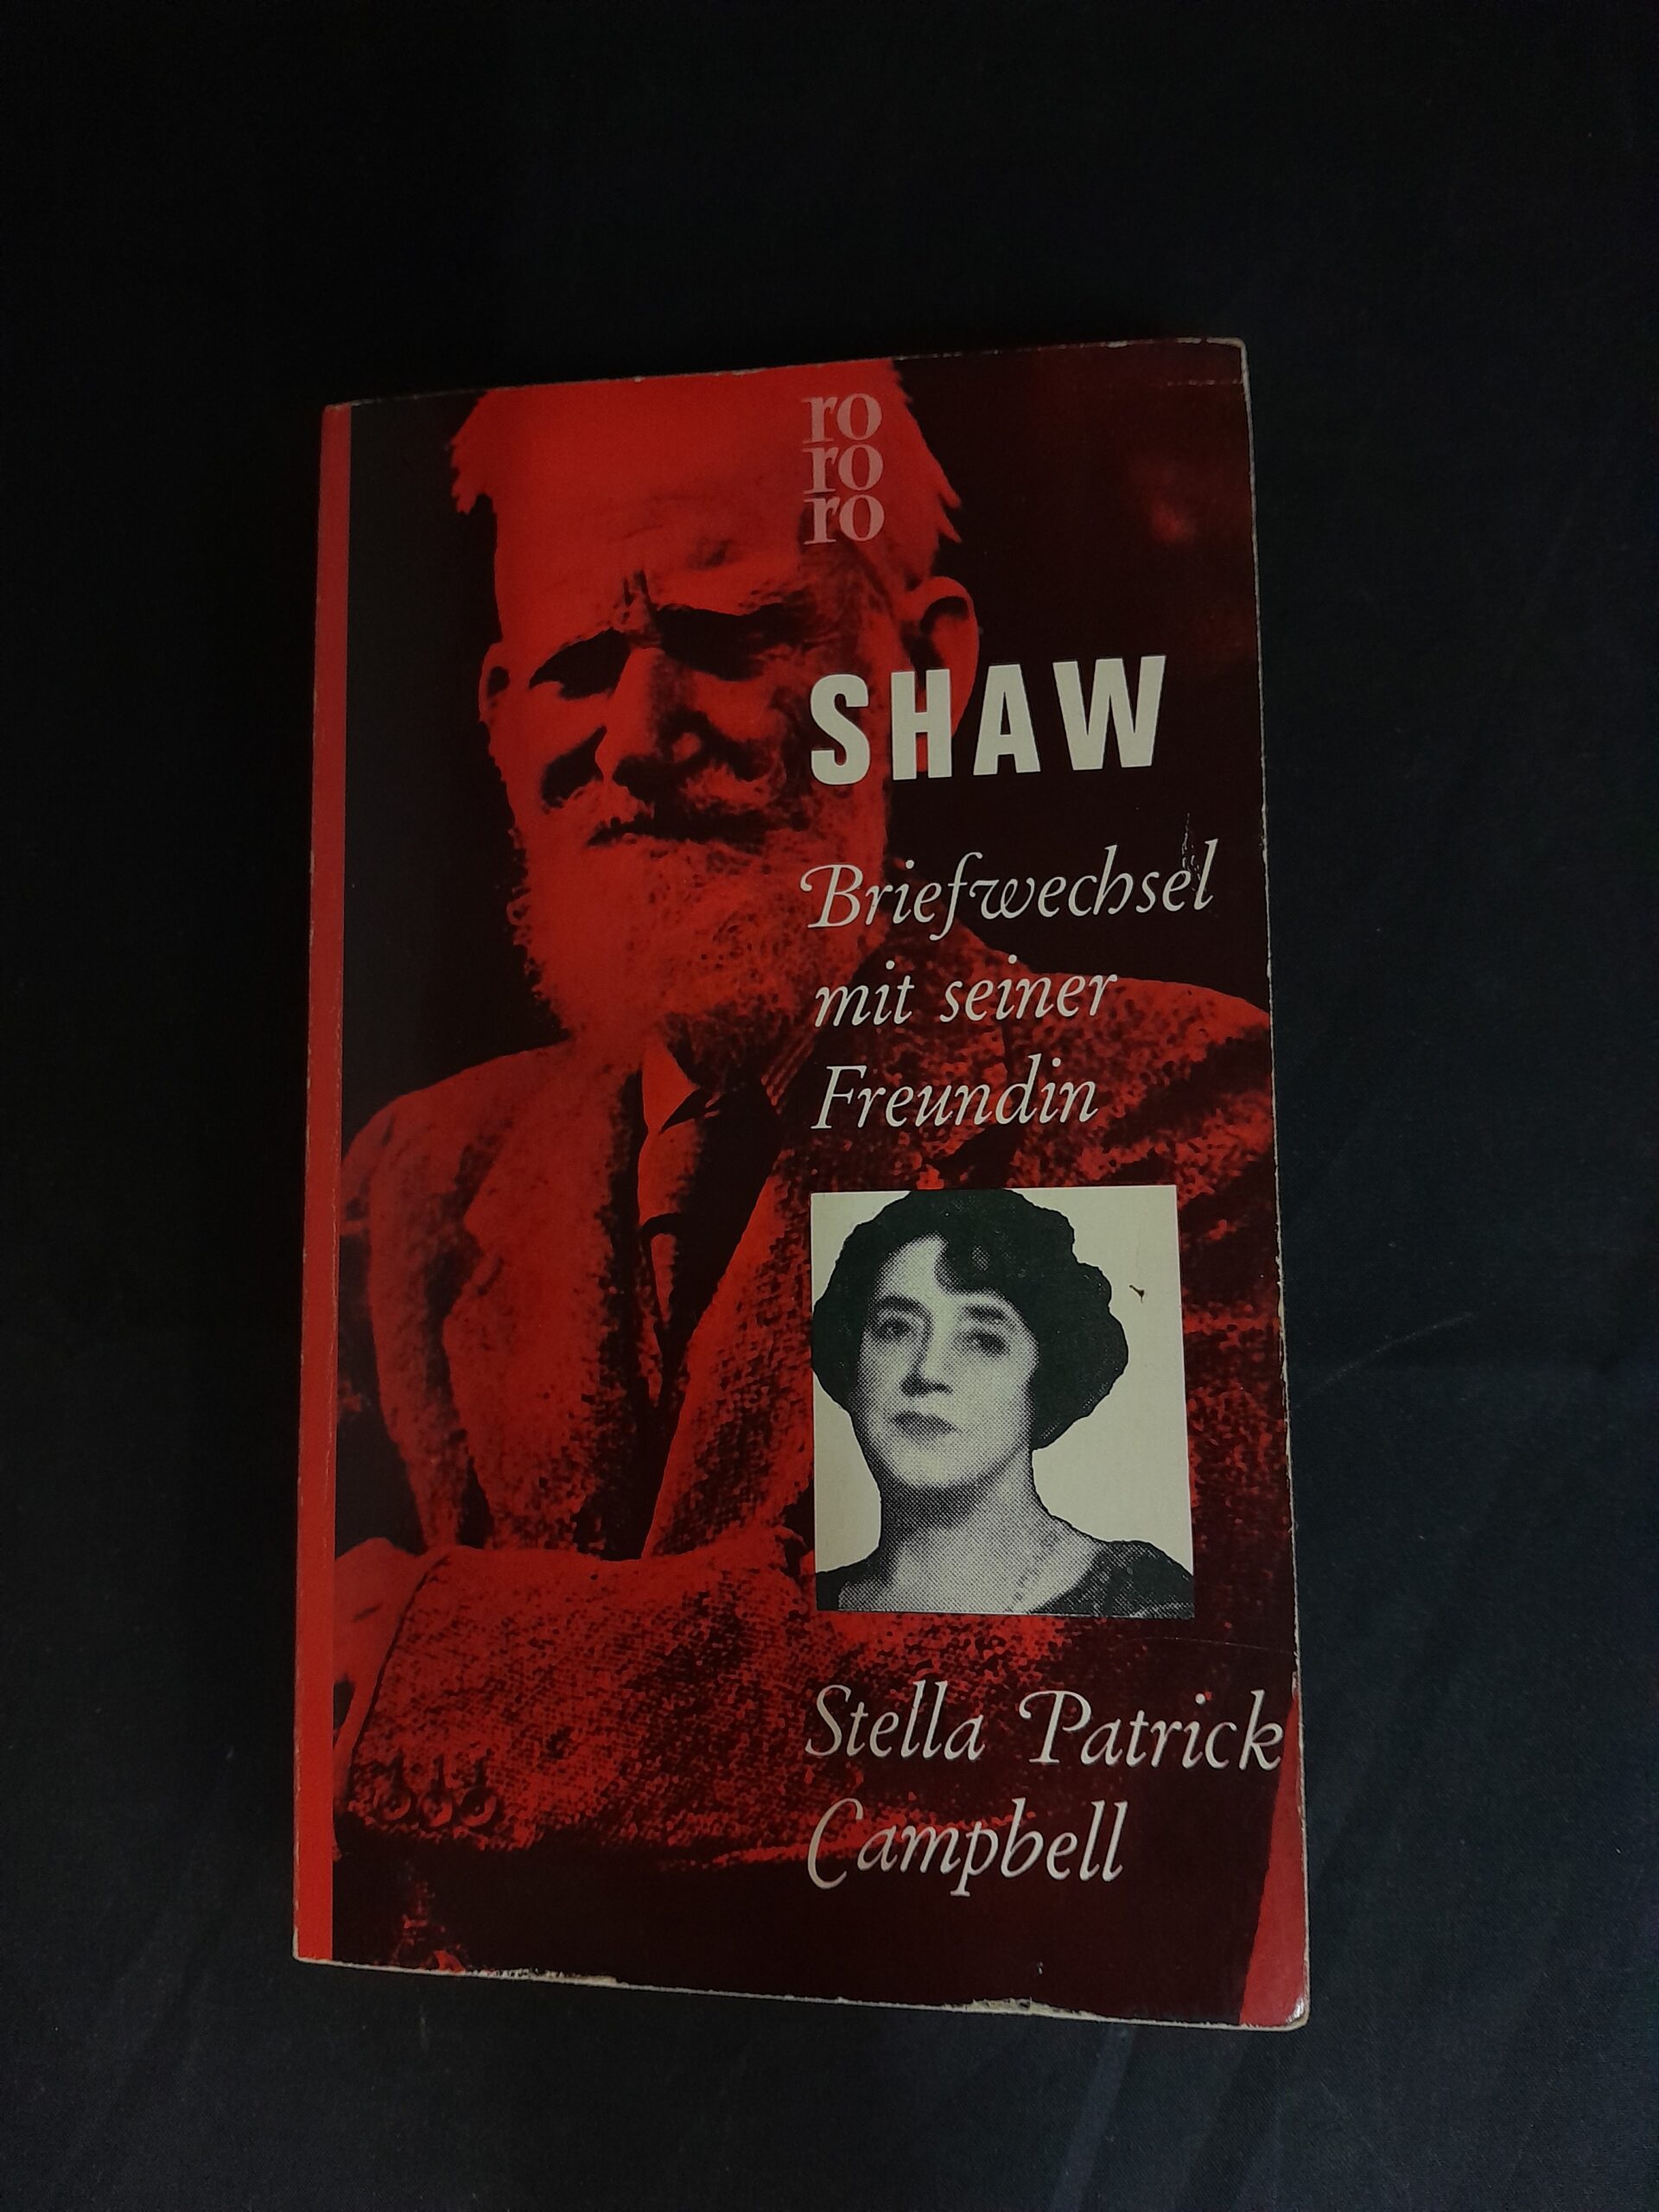 ro
ro
ro
SHAW
Briefwechsel
mit seiner
Freundin
Stella Patrick
Campbell